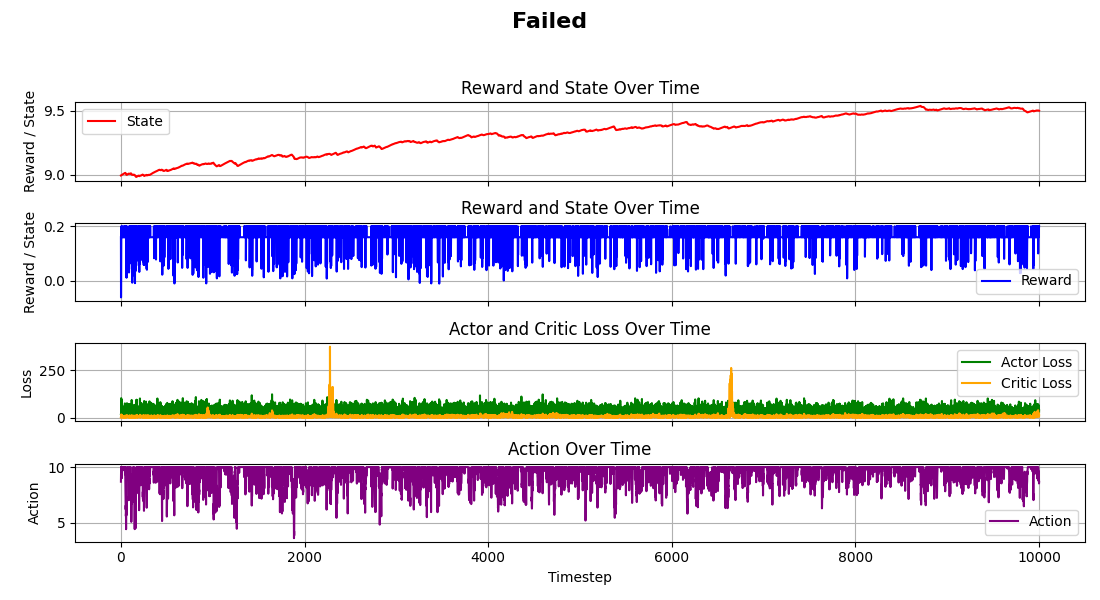 Failed
Reward and State Over Time
Reward / State
9.5
9.0
State
Reward and State Over Time
Reward / State
0.2
0.0
Reward
Actor and Critic Loss Over Time
Loss
250
0
Actor Loss
Critic Loss
Action Over Time
Action
10
5
Action
0 2000 4000 6000 8000 10000
Timestep